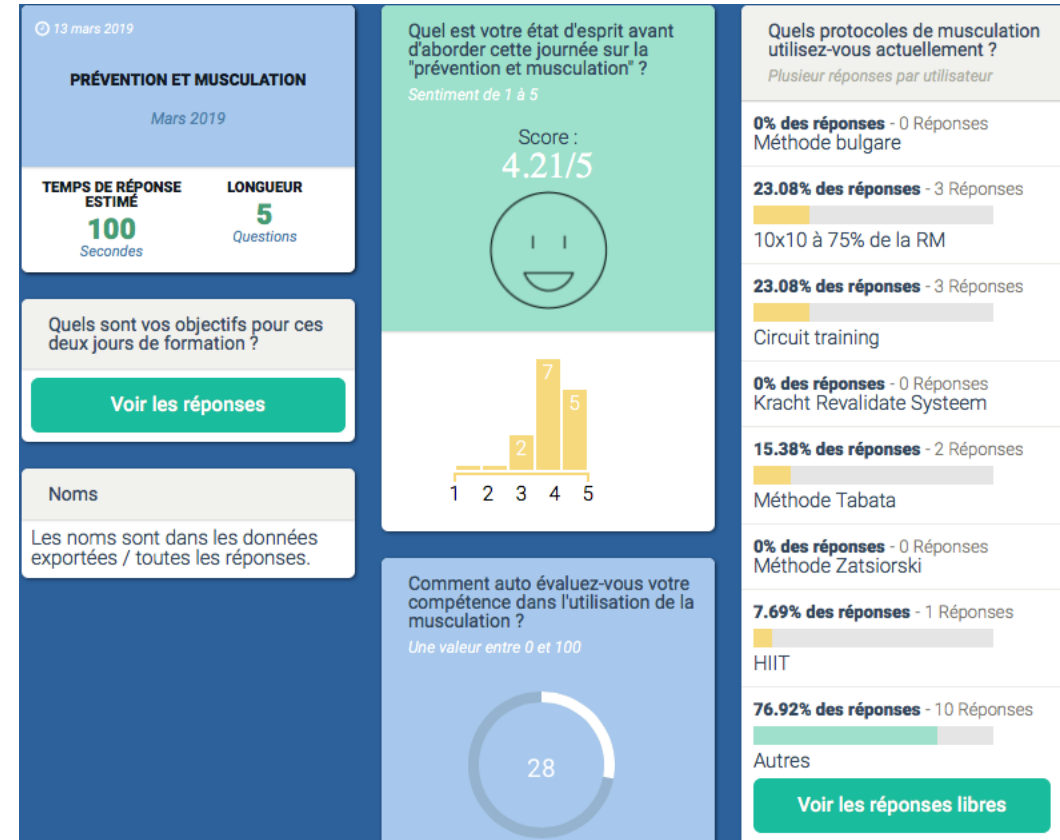 13 mars 2019
PRÉVENTION ET MUSCULATION
Mars 2019
TEMPS DE RÉPONSE
ESTIMÉ
100
Secondes
LONGUEUR
5
Questions
Quels sont vos objectifs pour ces
deux jours de formation ?
Voir les réponses
Noms
Les noms sont dans les données
exportées / toutes les réponses.
Quel est votre état d'esprit avant
d'aborder cette journée sur la
"prévention et musculation" ?
Sentiment de 1 à 5
Score :
4.21/5
7
5
2
1 2 3 4 5
Comment auto évaluez-vous votre
compétence dans l'utilisation de la
musculation ?
Une valeur entre 0 et 100
28
Quels protocoles de musculation
utilisez-vous actuellement ?
Plusieur réponses par utilisateur
0% des réponses - 0 Réponses
Méthode bulgare
23.08% des réponses - 3 Réponses
10x10 à 75% de la RM
23.08% des réponses - 3 Réponses
Circuit training
0% des réponses - 0 Réponses
Kracht Revalidate Systeem
15.38% des réponses - 2 Réponses
Méthode Tabata
0% des réponses - 0 Réponses
Méthode Zatsiorski
7.69% des réponses - 1 Réponses
HIIT
76.92% des réponses - 10 Réponses
Autres
Voir les réponses libres